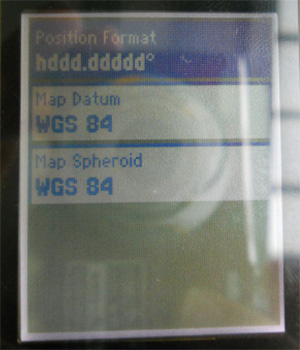 Position Format
hddd.ddddd°
Map Datum
WGS 84
Map Spheroid
WGS 84